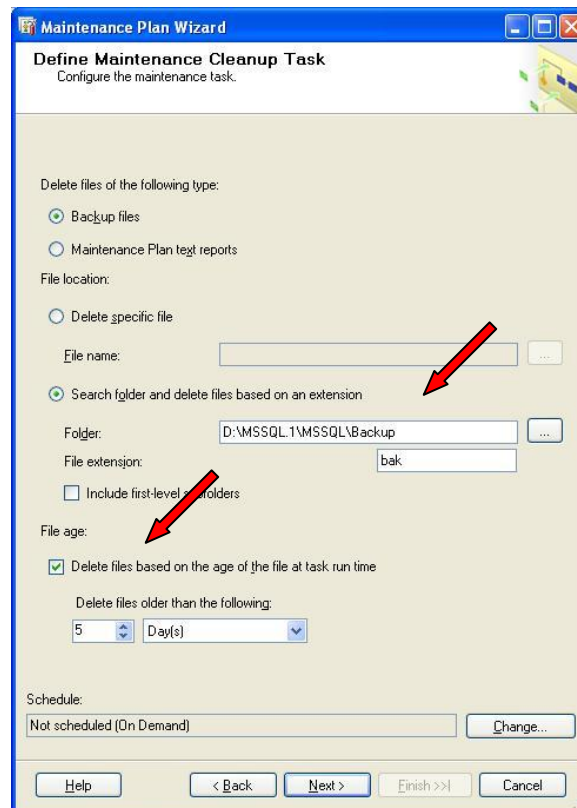 Maintenance Plan Wizard
Define Maintenance Cleanup Task
Configure the maintenance task.
Delete files of the following type:
Backup files
Maintenance Plan text reports
File location:
Delete specific file
File name:
...
Search folder and delete files based on an extension
Folder: D:\MSSQL.1\MSSQL\Backup ...
File extension: bak
Include first-level subfolders
File age:
Delete files based on the age of the file at task run time
Delete files older than the following:
5 Day(s)
Schedule:
Not scheduled (On Demand) Change...
Help < Back Next > Finish >>| Cancel